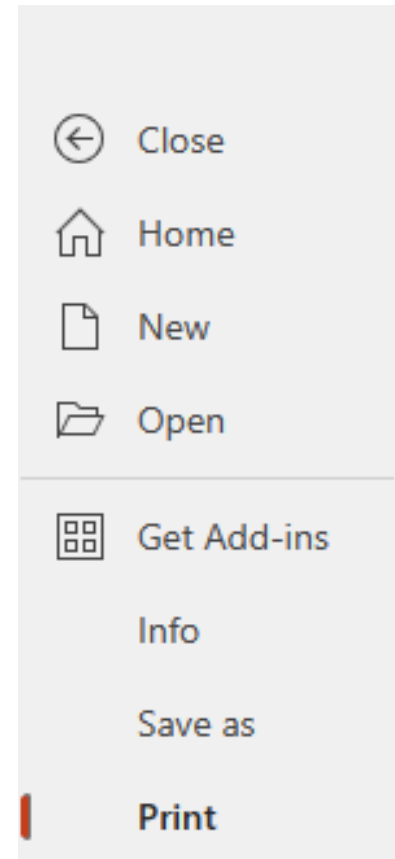 Close
Home
New
Open
Get Add-ins
Info
Save as
Print